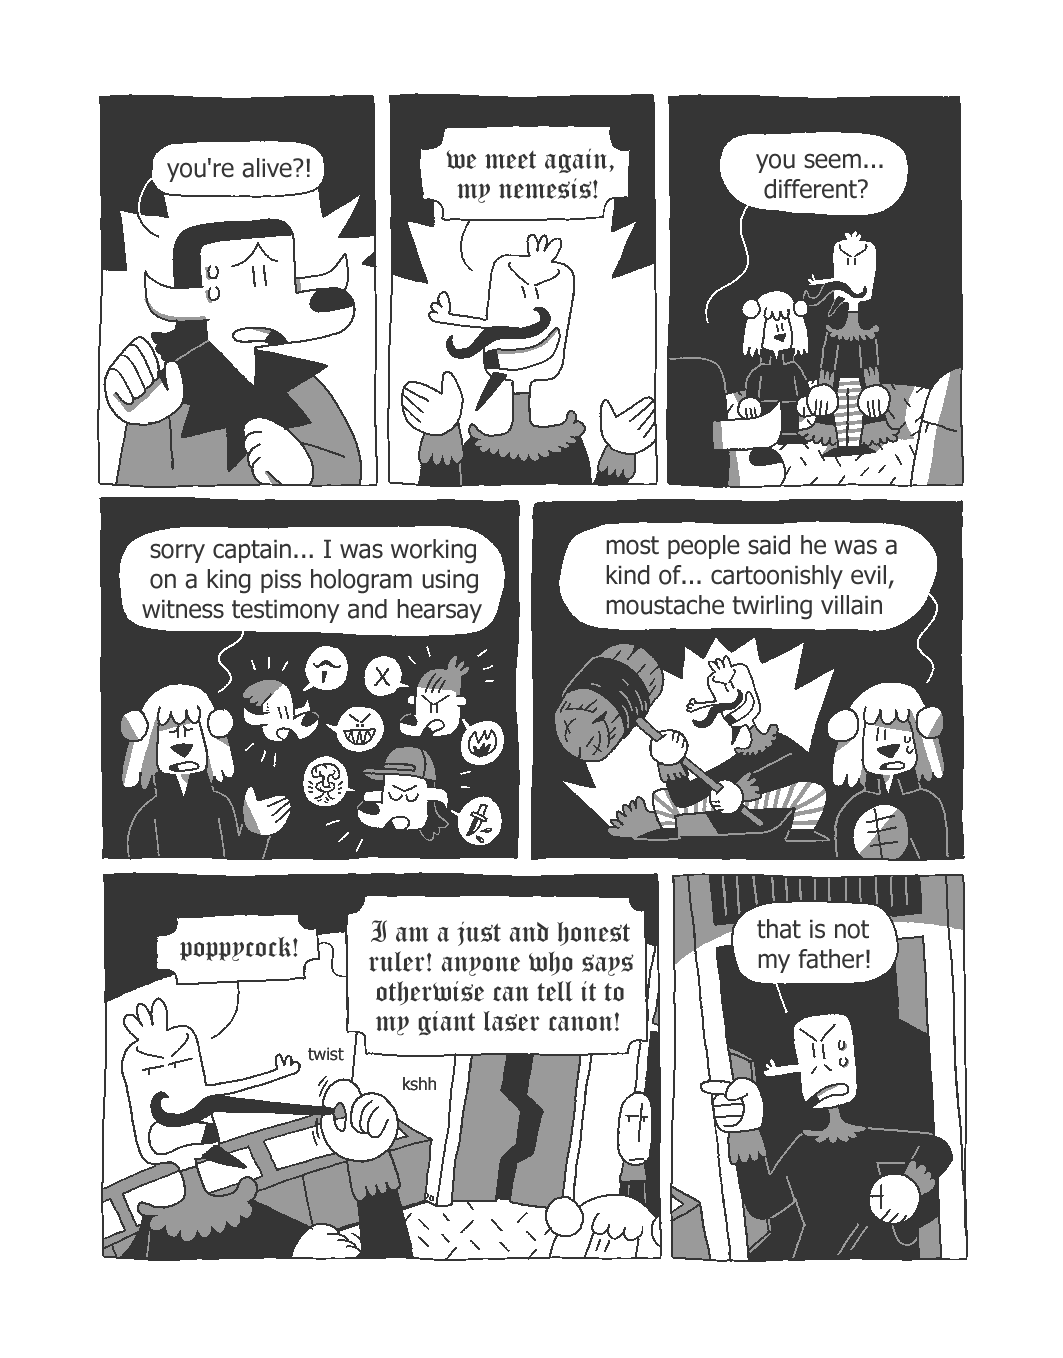 you're alive?!
we meet again,
my nemesis!
you seem...
different?
sorry captain... I was working
on a king piss hologram using
witness testimony and hearsay
X
most people said he was a
kind of... cartoonishly evil,
moustache twirling villain
poppycock!
I am a just and honest
ruler! anyone who says
otherwise can tell it to
my giant laser canon!
twist
kshh
that is not
my father!